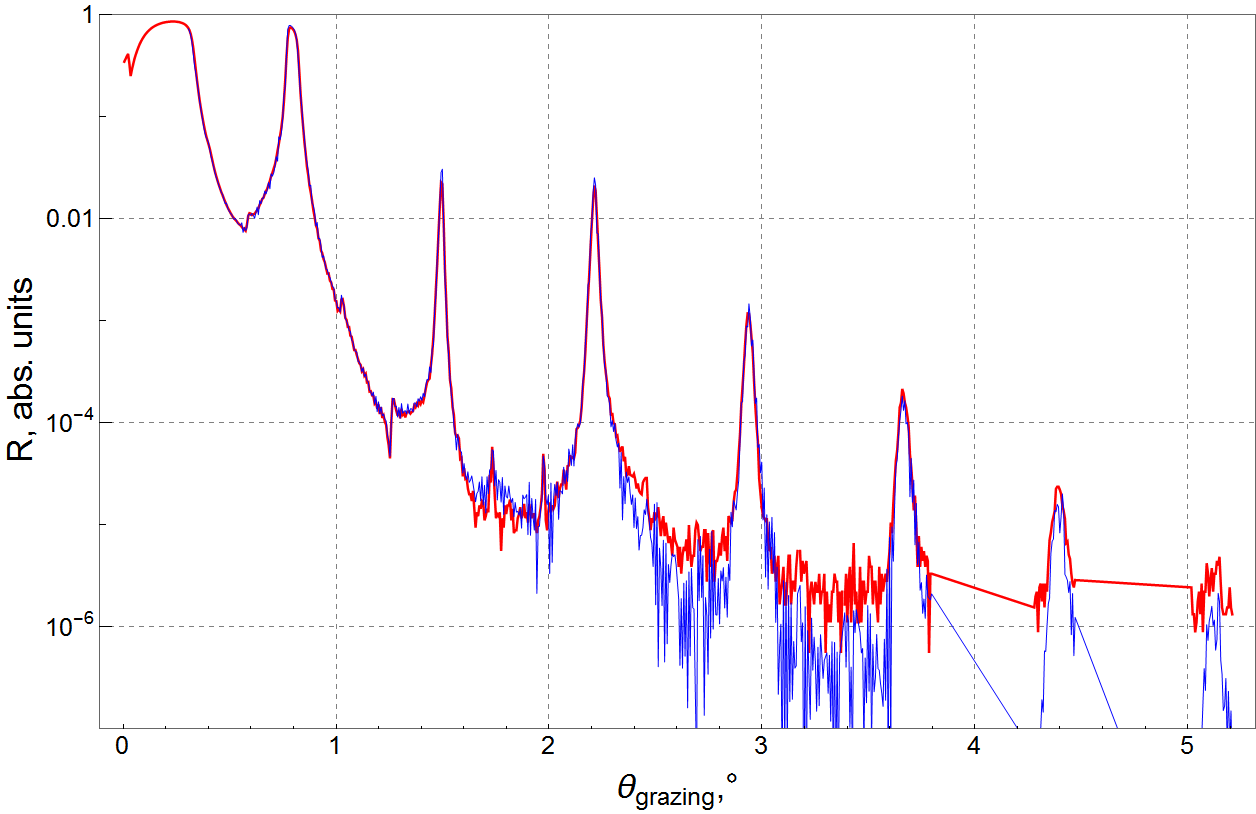 R, abs. units
1
0.01
10⁻⁴
10⁻⁶
0 1 2 3 4 5
θgrazing,°